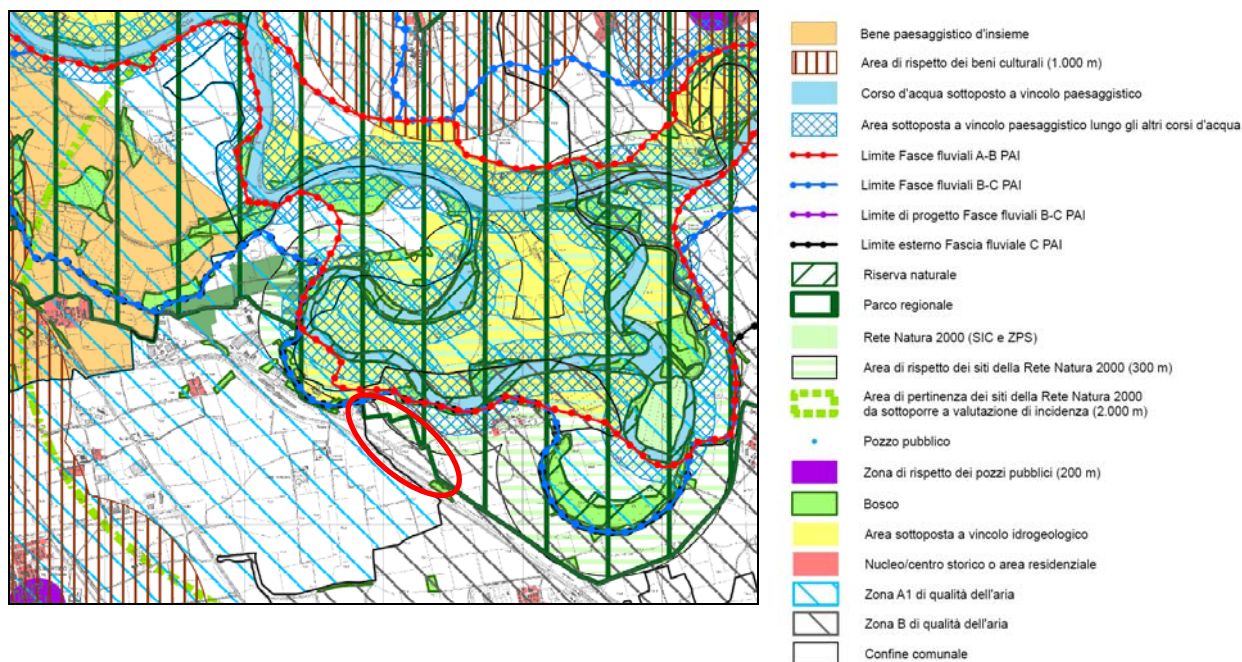 Bene paesaggistico d'insieme
Area di rispetto dei beni culturali (1.000 m)
Corso d'acqua sottoposto a vincolo paesaggistico
Area sottoposta a vincolo paesaggistico lungo gli altri corsi d'acqua
Limite Fasce fluviali A-B PAI
Limite Fasce fluviali B-C PAI
Limite di progetto Fasce fluviali B-C PAI
Limite esterno Fascia fluviale C PAI
Riserva naturale
Parco regionale
Rete Natura 2000 (SIC e ZPS)
Area di rispetto dei siti della Rete Natura 2000 (300 m)
Area di pertinenza dei siti della Rete Natura 2000
da sottoporre a valutazione di incidenza (2.000 m)
Pozzo pubblico
Zona di rispetto dei pozzi pubblici (200 m)
Bosco
Area sottoposta a vincolo idrogeologico
Nucleo/centro storico o area residenziale
Zona A1 di qualità dell'aria
Zona B di qualità dell'aria
Confine comunale